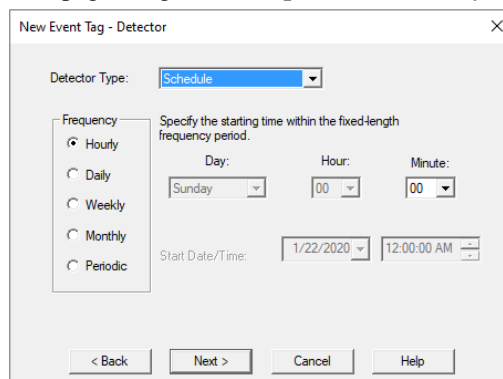 New Event Tag - Detector
Detector Type: Schedule
Frequency
Hourly
Daily
Weekly
Monthly
Periodic
Specify the starting time within the fixed-length
frequency period.
Day: Hour: Minute:
Sunday 00 00
Start Date/Time: 1/22/2020 12:00:00 AM
< Back Next > Cancel Help